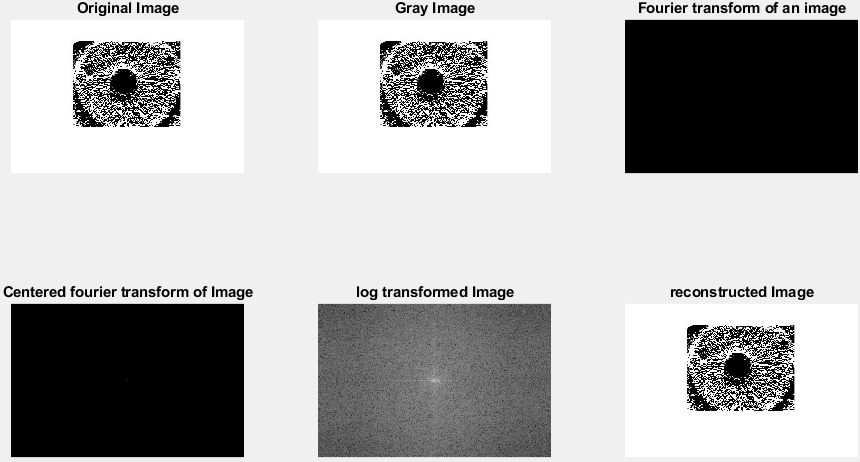 Original Image
Gray Image
Fourier transform of an image
Centered fourier transform of Image
log transformed Image
reconstructed Image